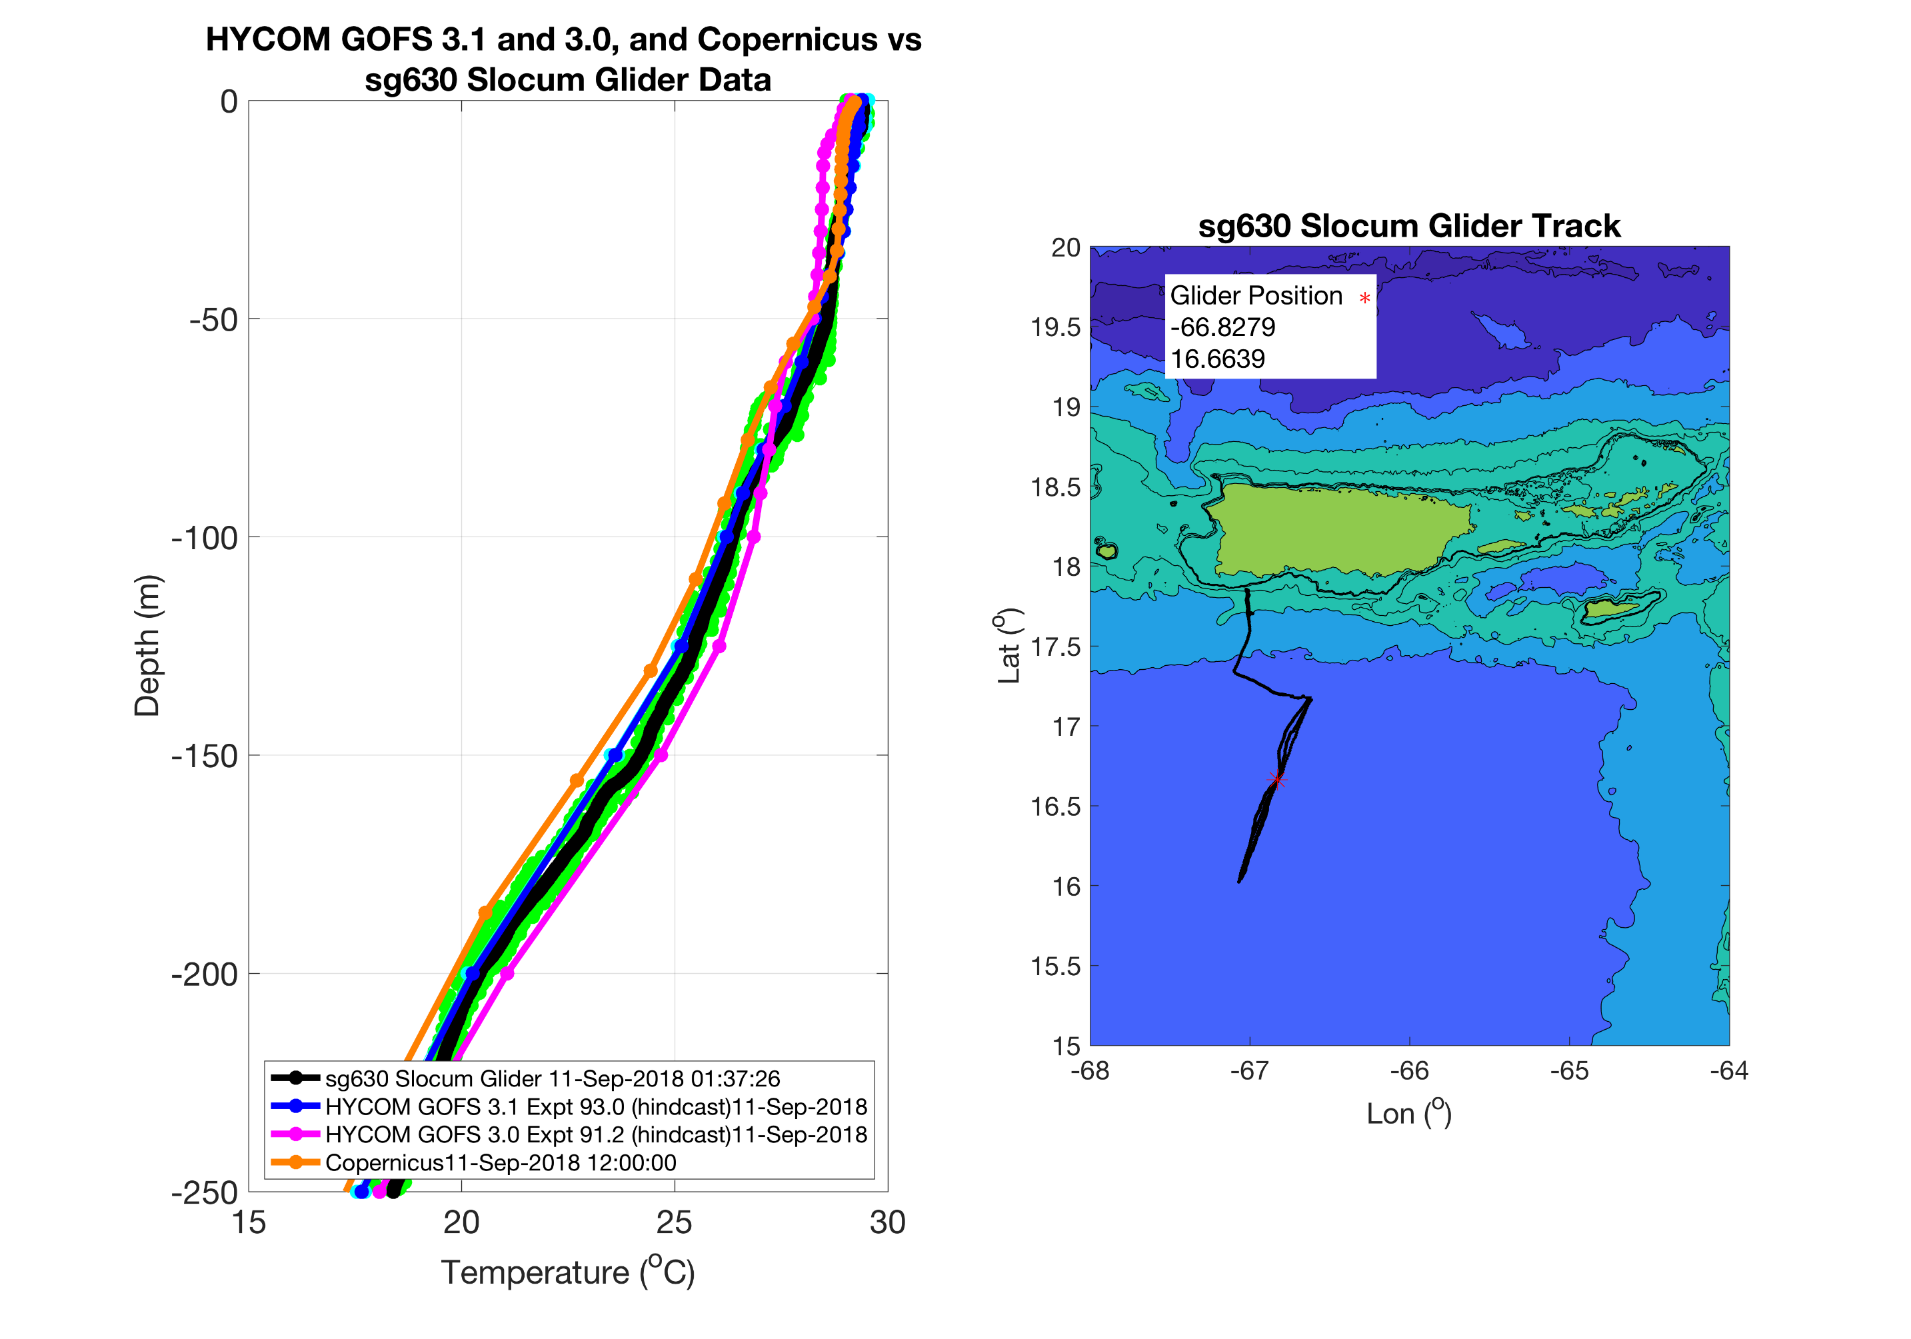 HYCOM GOFS 3.1 and 3.0, and Copernicus vs
sg630 Slocum Glider Data
0
-50
-100
-150
-200
-250
Depth (m)
15
20
25
30
Temperature (°C)
sg630 Slocum Glider 11-Sep-2018 01:37:26
HYCOM GOFS 3.1 Expt 93.0 (hindcast)11-Sep-2018
HYCOM GOFS 3.0 Expt 91.2 (hindcast)11-Sep-2018
Copernicus11-Sep-2018 12:00:00
sg630 Slocum Glider Track
Glider Position *
-66.8279
16.6639
20
19.5
19
18.5
18
17.5
17
16.5
16
15.5
15
Lat (°)
-68
-67
-66
-65
-64
Lon (°)